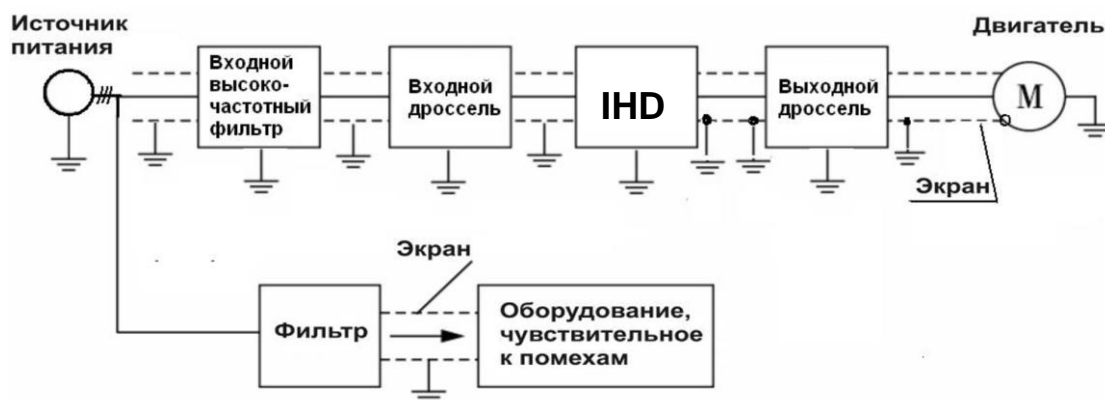 Источник
питания
Входной
высоко-
частотный
фильтр
Входной
дроссель
IHD
Выходной
дроссель
Двигатель
M
Экран
Экран
Фильтр
Оборудование,
чувствительное
к помехам